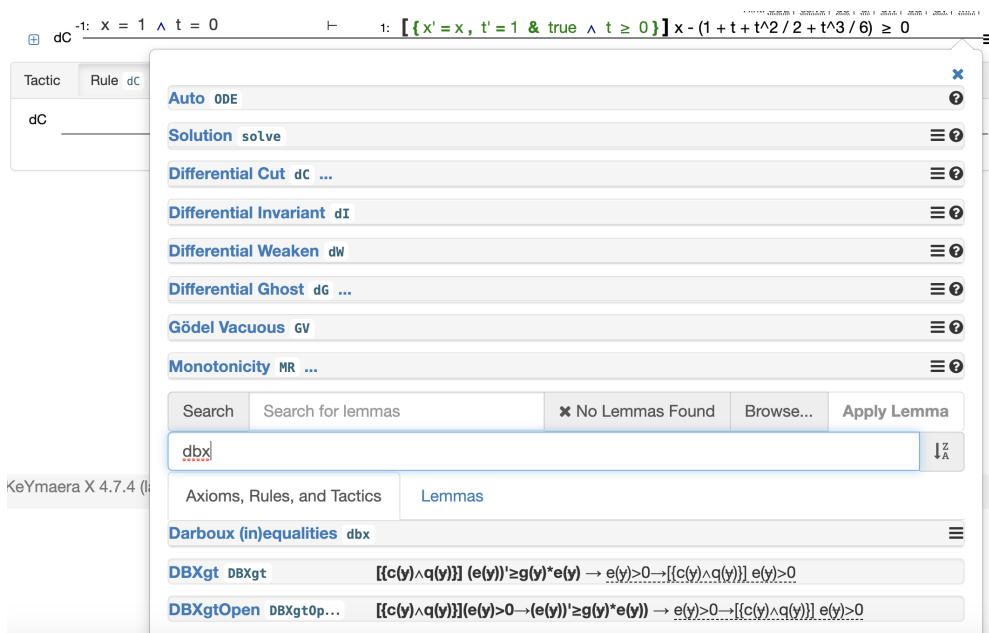 -1: x = 1 ∧ t = 0 ⊢ 1: [{x'=x, t'=1 & true ∧ t ≥ 0}] x - (1 + t + t^2 / 2 + t^3 / 6) ≥ 0
dC
Tactic Rule dC
dC
Auto ODE
Solution solve
Differential Cut dC ...
Differential Invariant dI
Differential Weaken dW
Differential Ghost dG ...
Gödel Vacuous GV
Monotonicity MR ...
Search Search for lemmas × No Lemmas Found Browse... Apply Lemma
dbx
KeYmaera X 4.7.4
Axioms, Rules, and Tactics Lemmas
Darboux (in)equalities dbx
DBXgt DBXgt [{c(y)∧q(y)}] (e(y))'≥g(y)*e(y) → e(y)>0→[{c(y)∧q(y)}] e(y)>0
DBXgtOpen DBXgtOp... [{c(y)∧q(y)}](e(y)>0→(e(y))'≥g(y)*e(y)) → e(y)>0→[{c(y)∧q(y)}] e(y)>0